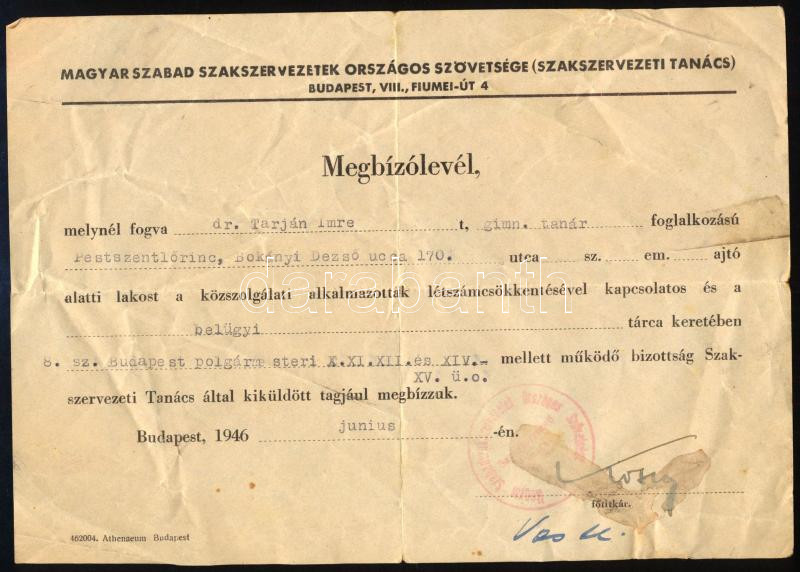 MAGYAR SZABAD SZAKSZERVEZETEK ORSZÁGOS SZÖVETSÉGE (SZAKSZERVEZETI TANÁCS)
BUDAPEST, VIII., FIUMEI-ÚT 4
Megbízólevél,
melynél fogva dr. Tarján Imre t, gimn. tanár foglalkozású
Pestszentlőrinc, Bokányi Dezső ucca 170. utca sz. em. ajtó
alatti lakost a közszolgálati alkalmazották létszámcsökkentésével kapcsolatos és a
belügyi tárca keretében
8. sz. Budapest polgármesteri X.XI.XII.és XIV.- mellett működő bizottság Szak-
XV. ü.o.
szervezeti Tanács által kiküldött tagjául megbízzuk.
Budapest, 1946 junius -én.
főtitkár.
Vas M.
462004. Athenaeum Budapest
darabanth